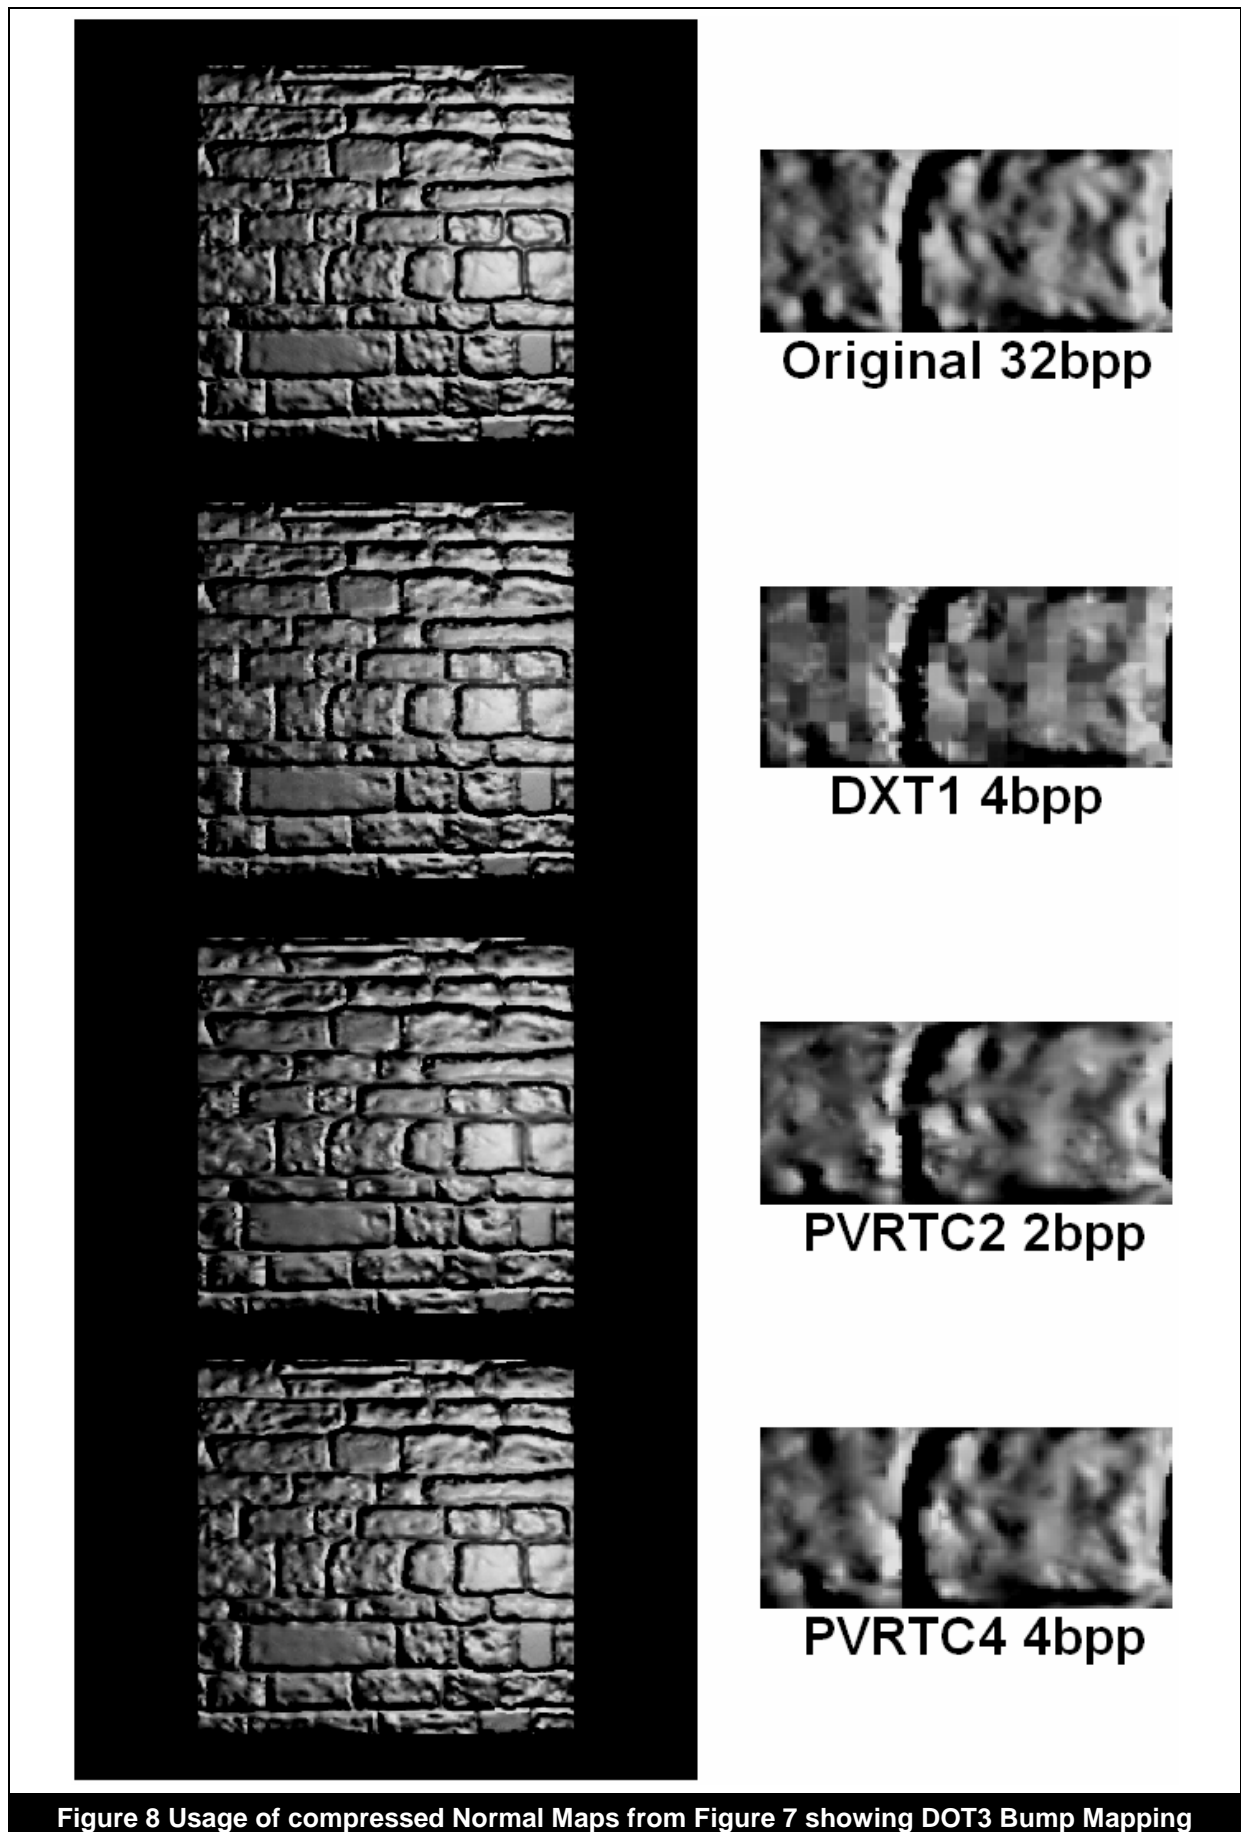 Original 32bpp
DXT1 4bpp
PVRTC2 2bpp
PVRTC4 4bpp
Figure 8 Usage of compressed Normal Maps from Figure 7 showing DOT3 Bump Mapping